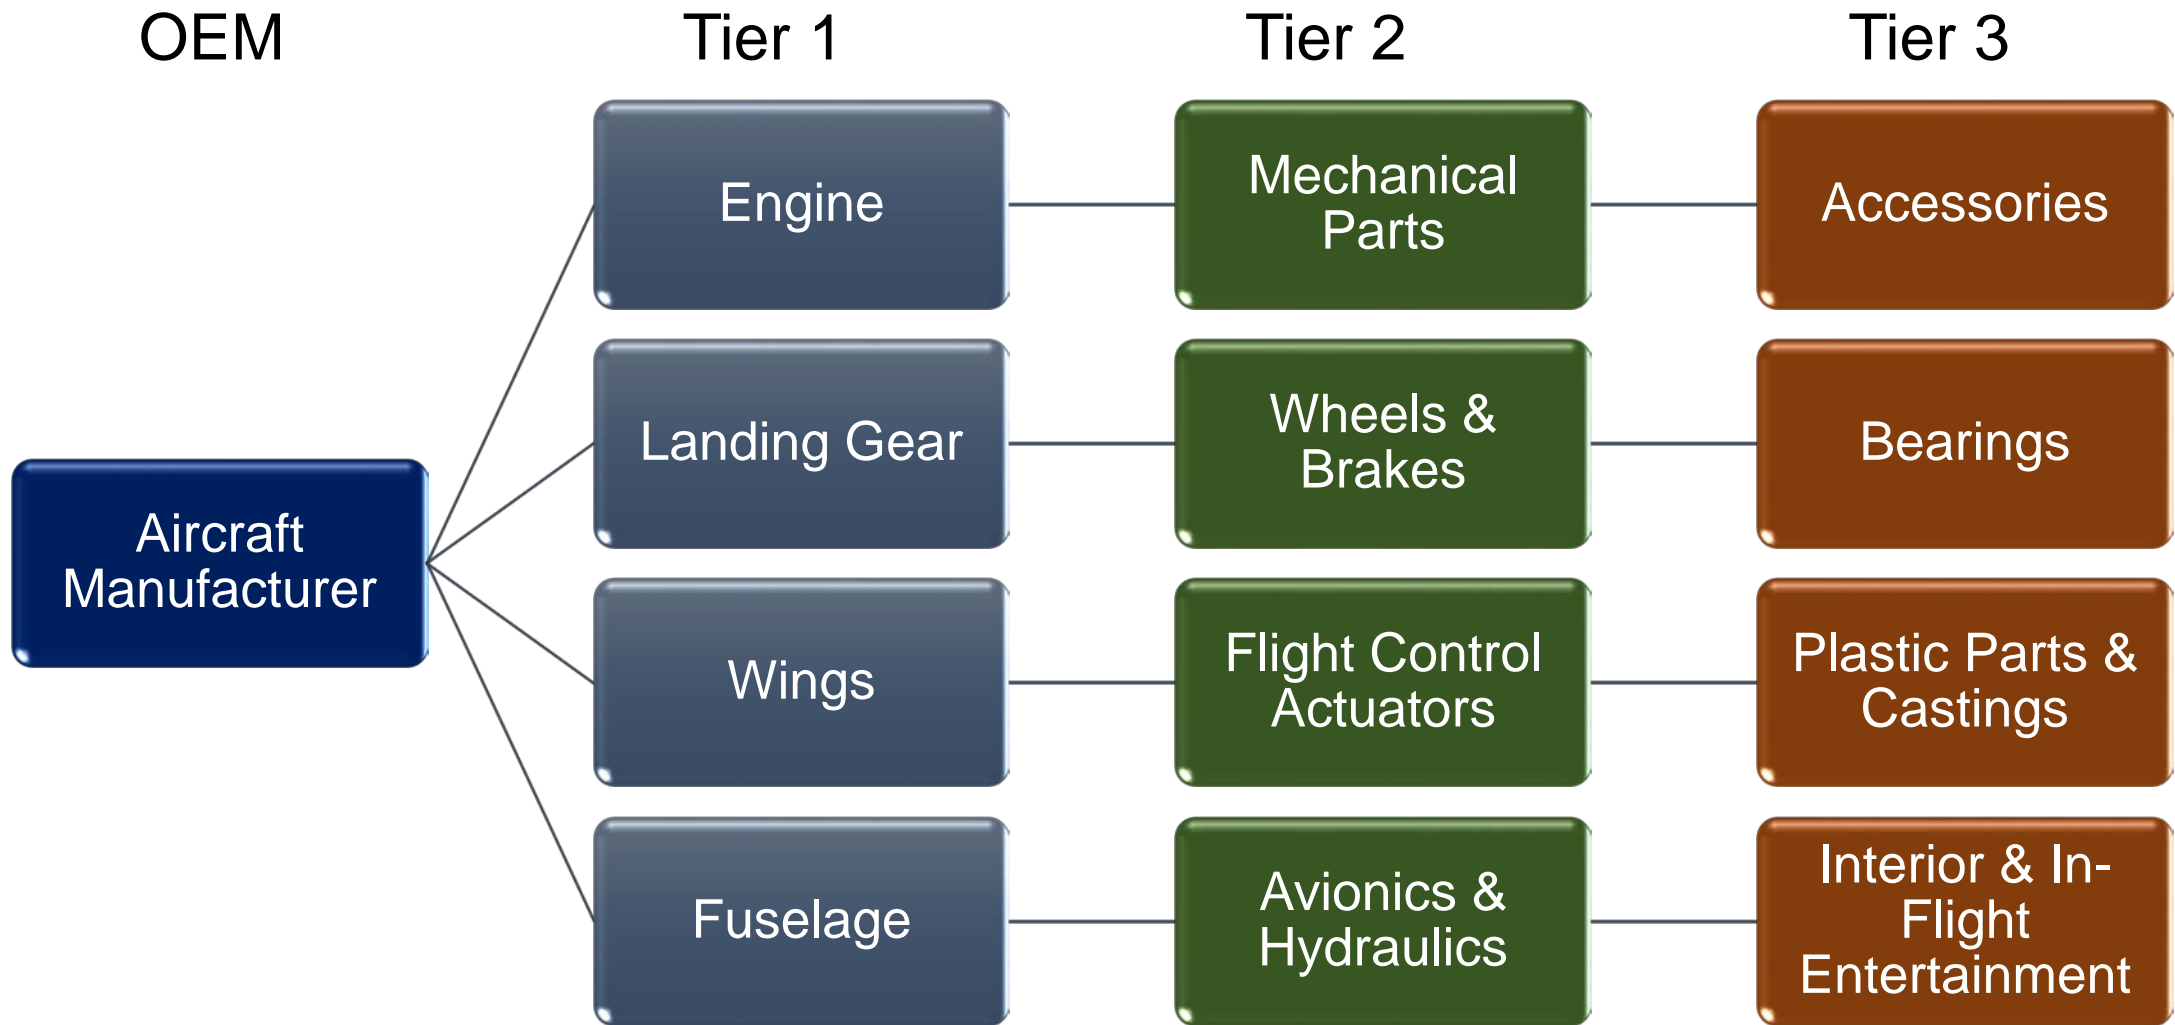 OEM
Tier 1
Tier 2
Tier 3
Engine
Mechanical
Parts
Accessories
Landing Gear
Wheels &
Brakes
Bearings
Aircraft
Manufacturer
Wings
Flight Control
Actuators
Plastic Parts &
Castings
Fuselage
Avionics &
Hydraulics
Interior & In-
Flight
Entertainment